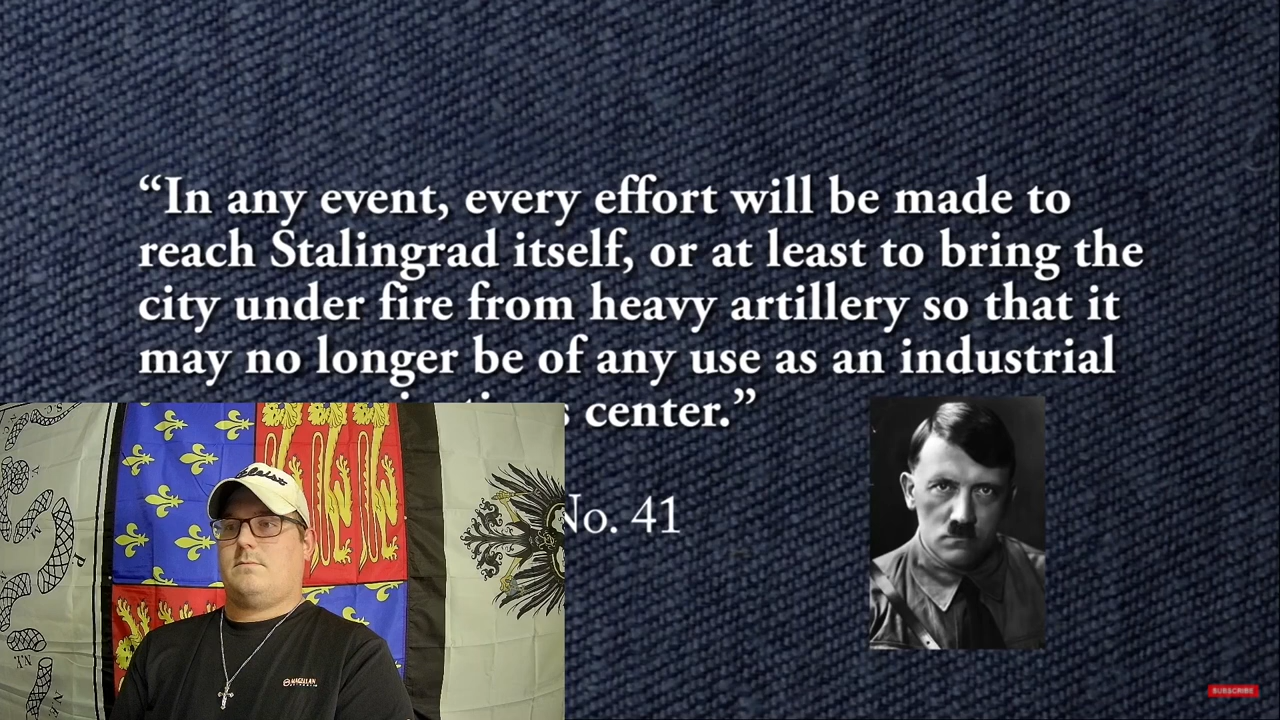 “In any event, every effort will be made to
reach Stalingrad itself, or at least to bring the
city under fire from heavy artillery so that it
may no longer be of any use as an industrial
center.”
No. 41
MAGELLAN
SUBSCRIBE